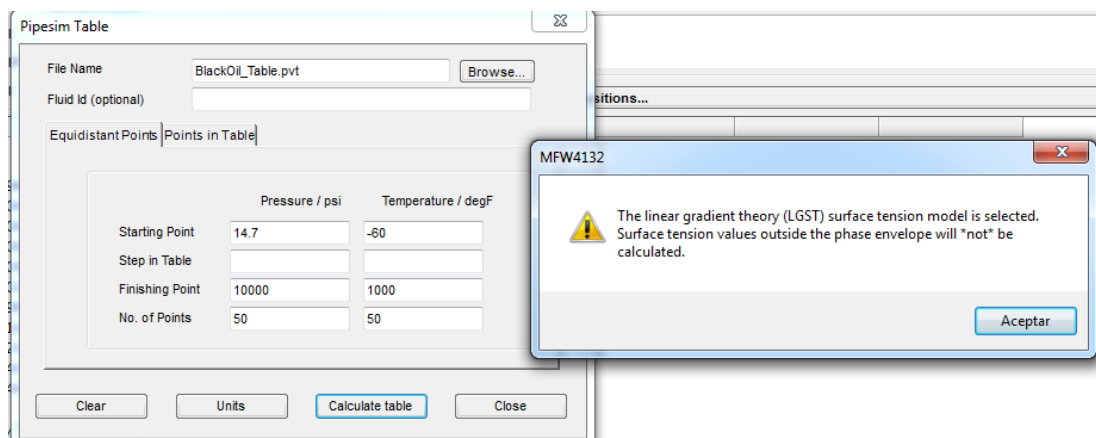 Pipesim Table
File Name
BlackOil_Table.pvt
Browse...
Fluid Id (optional)
sitions...
Equidistant Points
Points in Table
Pressure / psi
Temperature / degF
Starting Point
14.7
-60
Step in Table
Finishing Point
10000
1000
No. of Points
50
50
Clear
Units
Calculate table
Close
MFW4132
The linear gradient theory (LGST) surface tension model is selected.
Surface tension values outside the phase envelope will *not* be
calculated.
Aceptar